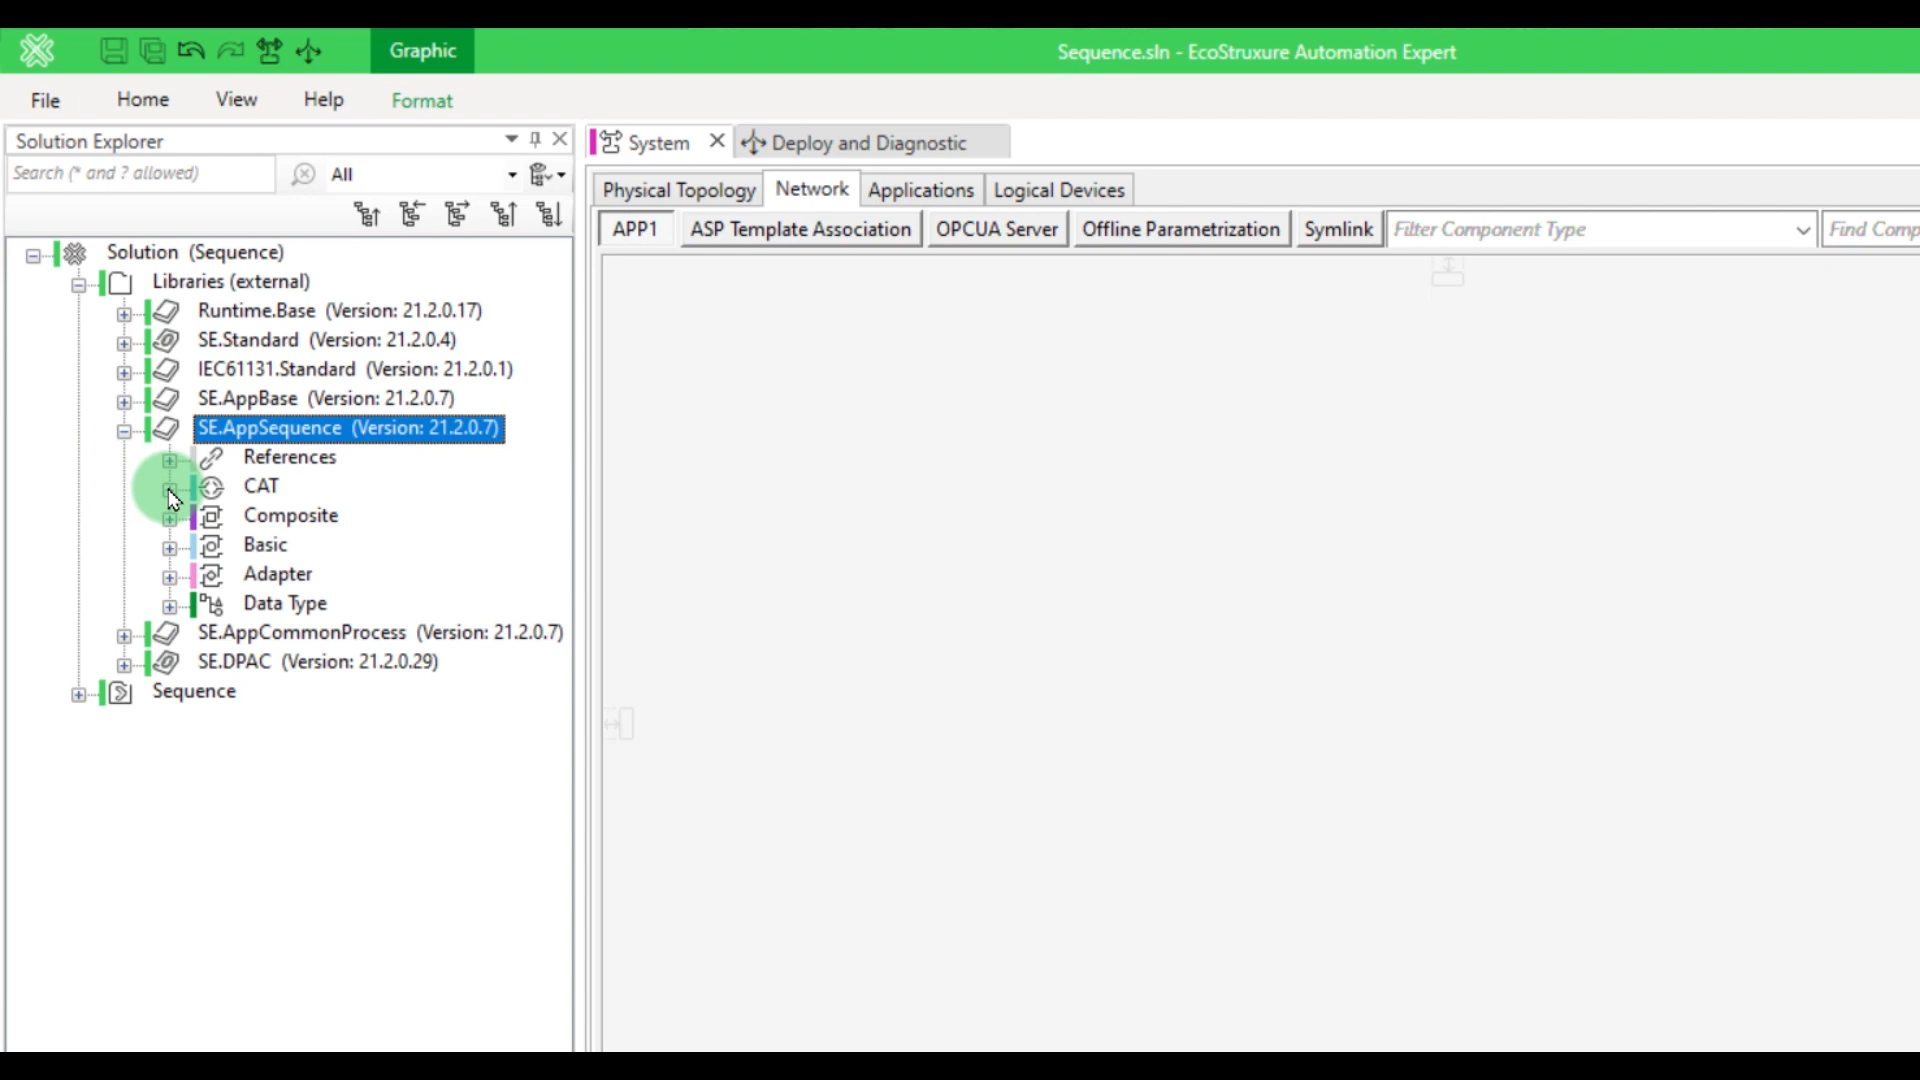 Graphic
Sequence.sln - EcoStruxure Automation Expert
File Home View Help Format
Solution Explorer
Search (* and ? allowed) All
Solution (Sequence)
Libraries (external)
Runtime.Base (Version: 21.2.0.17)
SE.Standard (Version: 21.2.0.4)
IEC61131.Standard (Version: 21.2.0.1)
SE.AppBase (Version: 21.2.0.7)
SE.AppSequence (Version: 21.2.0.7)
References
CAT
Composite
Basic
Adapter
Data Type
SE.AppCommonProcess (Version: 21.2.0.7)
SE.DPAC (Version: 21.2.0.29)
Sequence
System Deploy and Diagnostic
Physical Topology Network Applications Logical Devices
APP1 ASP Template Association OPCUA Server Offline Parametrization Symlink Filter Component Type Find Comp